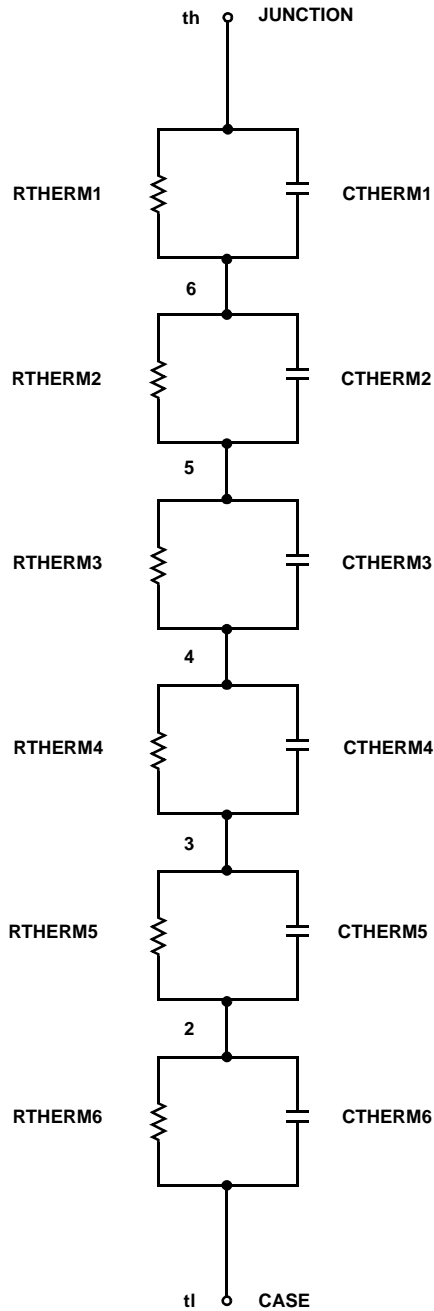 th JUNCTION
RTHERM1 CTHERM1
6
RTHERM2 CTHERM2
5
RTHERM3 CTHERM3
4
RTHERM4 CTHERM4
3
RTHERM5 CTHERM5
2
RTHERM6 CTHERM6
tl CASE